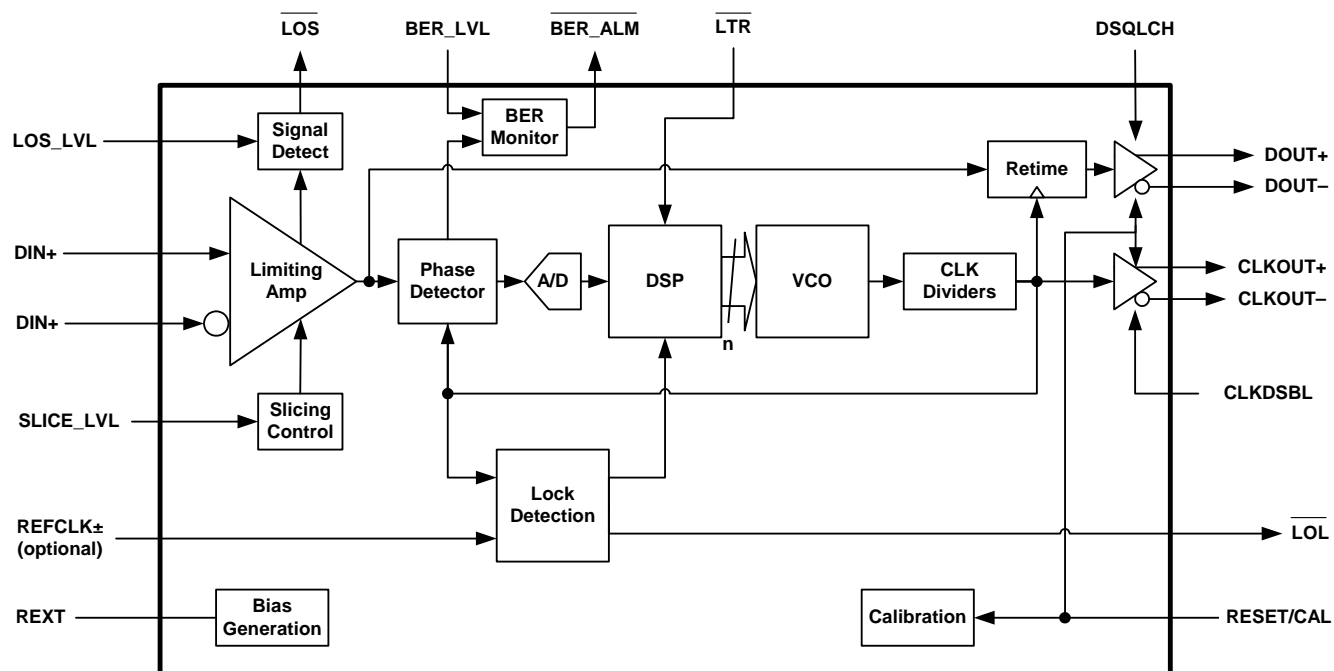 LOS
BER_LVL
BER_ALM
LTR
DSQLCH
LOS_LVL
Signal
Detect
BER
Monitor
Retime
DOUT+
DOUT–
DIN+
Limiting
Amp
Phase
Detector
A/D
DSP
n
VCO
CLK
Dividers
CLKOUT+
CLKOUT–
DIN+
SLICE_LVL
Slicing
Control
CLKDSBL
REFCLK±
(optional)
Lock
Detection
LOL
REXT
Bias
Generation
Calibration
RESET/CAL